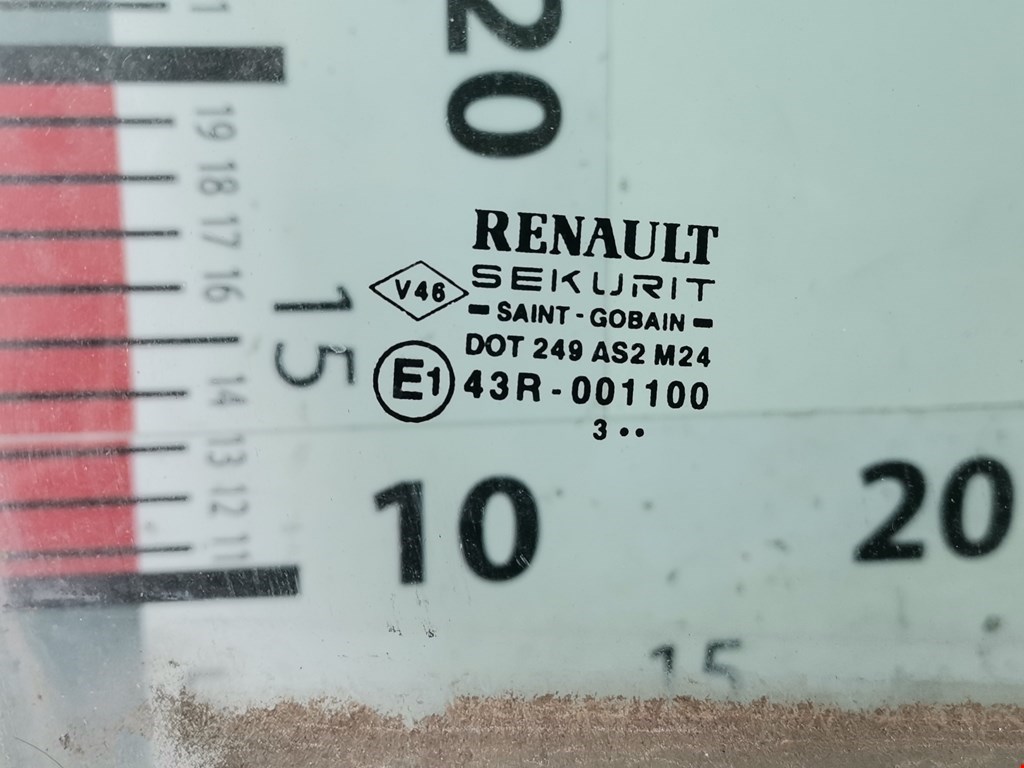 1
20
19
18
17
16
15
14
13
12
11
RENAULT
V46
SEKURIT
SAINT - GOBAIN
DOT 249 AS2 M24
E1 43R - 001100
3 ••
10
20
15